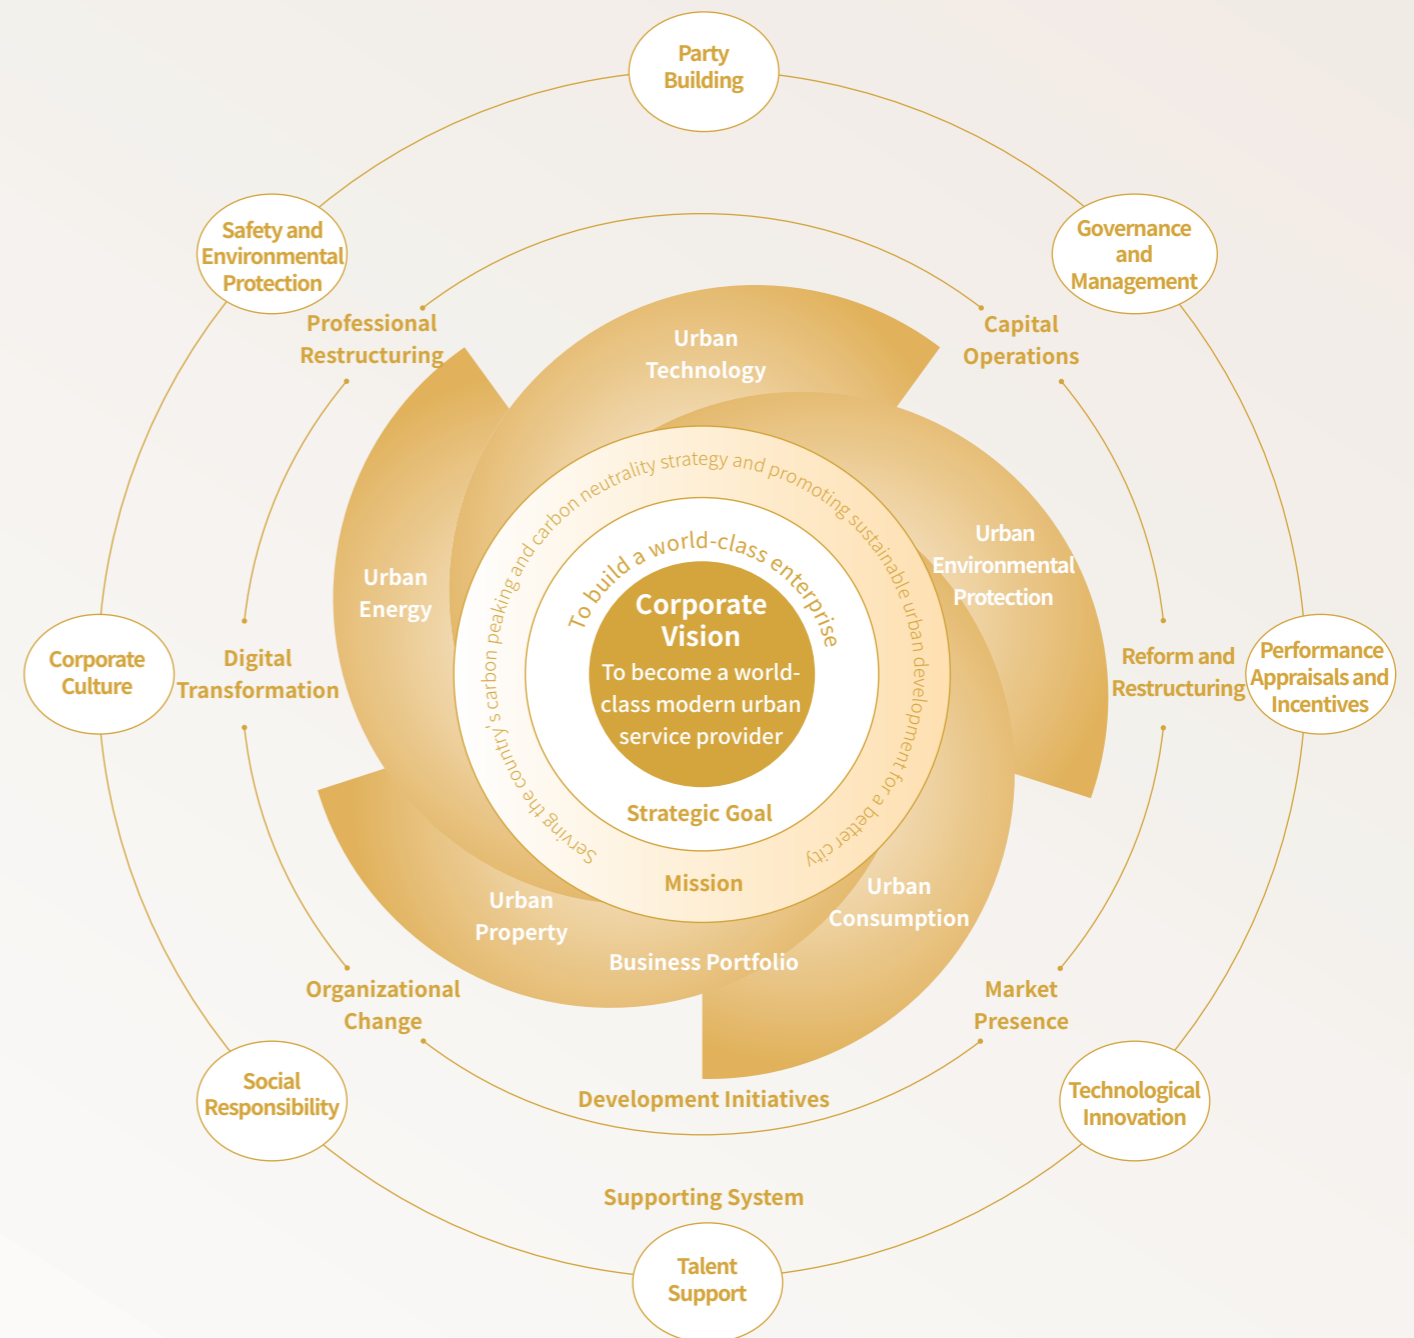 Party
Building
Safety and
Environmental
Protection
Governance
and
Management
Professional
Restructuring
Capital
Operations
Urban
Technology
Urban
Environmental
Protection
Urban
Energy
Serving the country's carbon peaking and carbon neutrality strategy and promoting sustainable urban development for a better city
To build a world-class enterprise
Corporate
Vision
To become a world-
class modern urban
service provider
Strategic Goal
Mission
Corporate
Culture
Digital
Transformation
Reform and
Restructuring
Performance
Appraisals and
Incentives
Urban
Property
Urban
Consumption
Business Portfolio
Organizational
Change
Market
Presence
Social
Responsibility
Technological
Innovation
Development Initiatives
Supporting System
Talent
Support